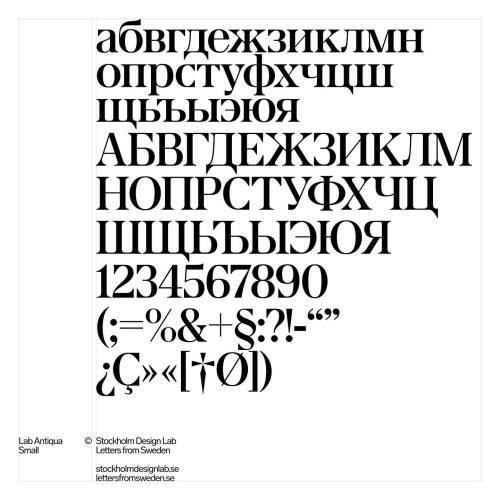 абвгдежзиклмн
опрстуфхчцш
щьъыэюя
АБВГДЕЖЗИКЛМ
НОПРСТУФХЧЦ
ШЩЬЪЫЭЮЯ
1234567890
(;=%&+§:?!-“”
¿Ç»«[†Ø])
Lab Antiqua
Small
© Stockholm Design Lab
Letters from Sweden
stockholmdesignlab.se
lettersfromsweden.se